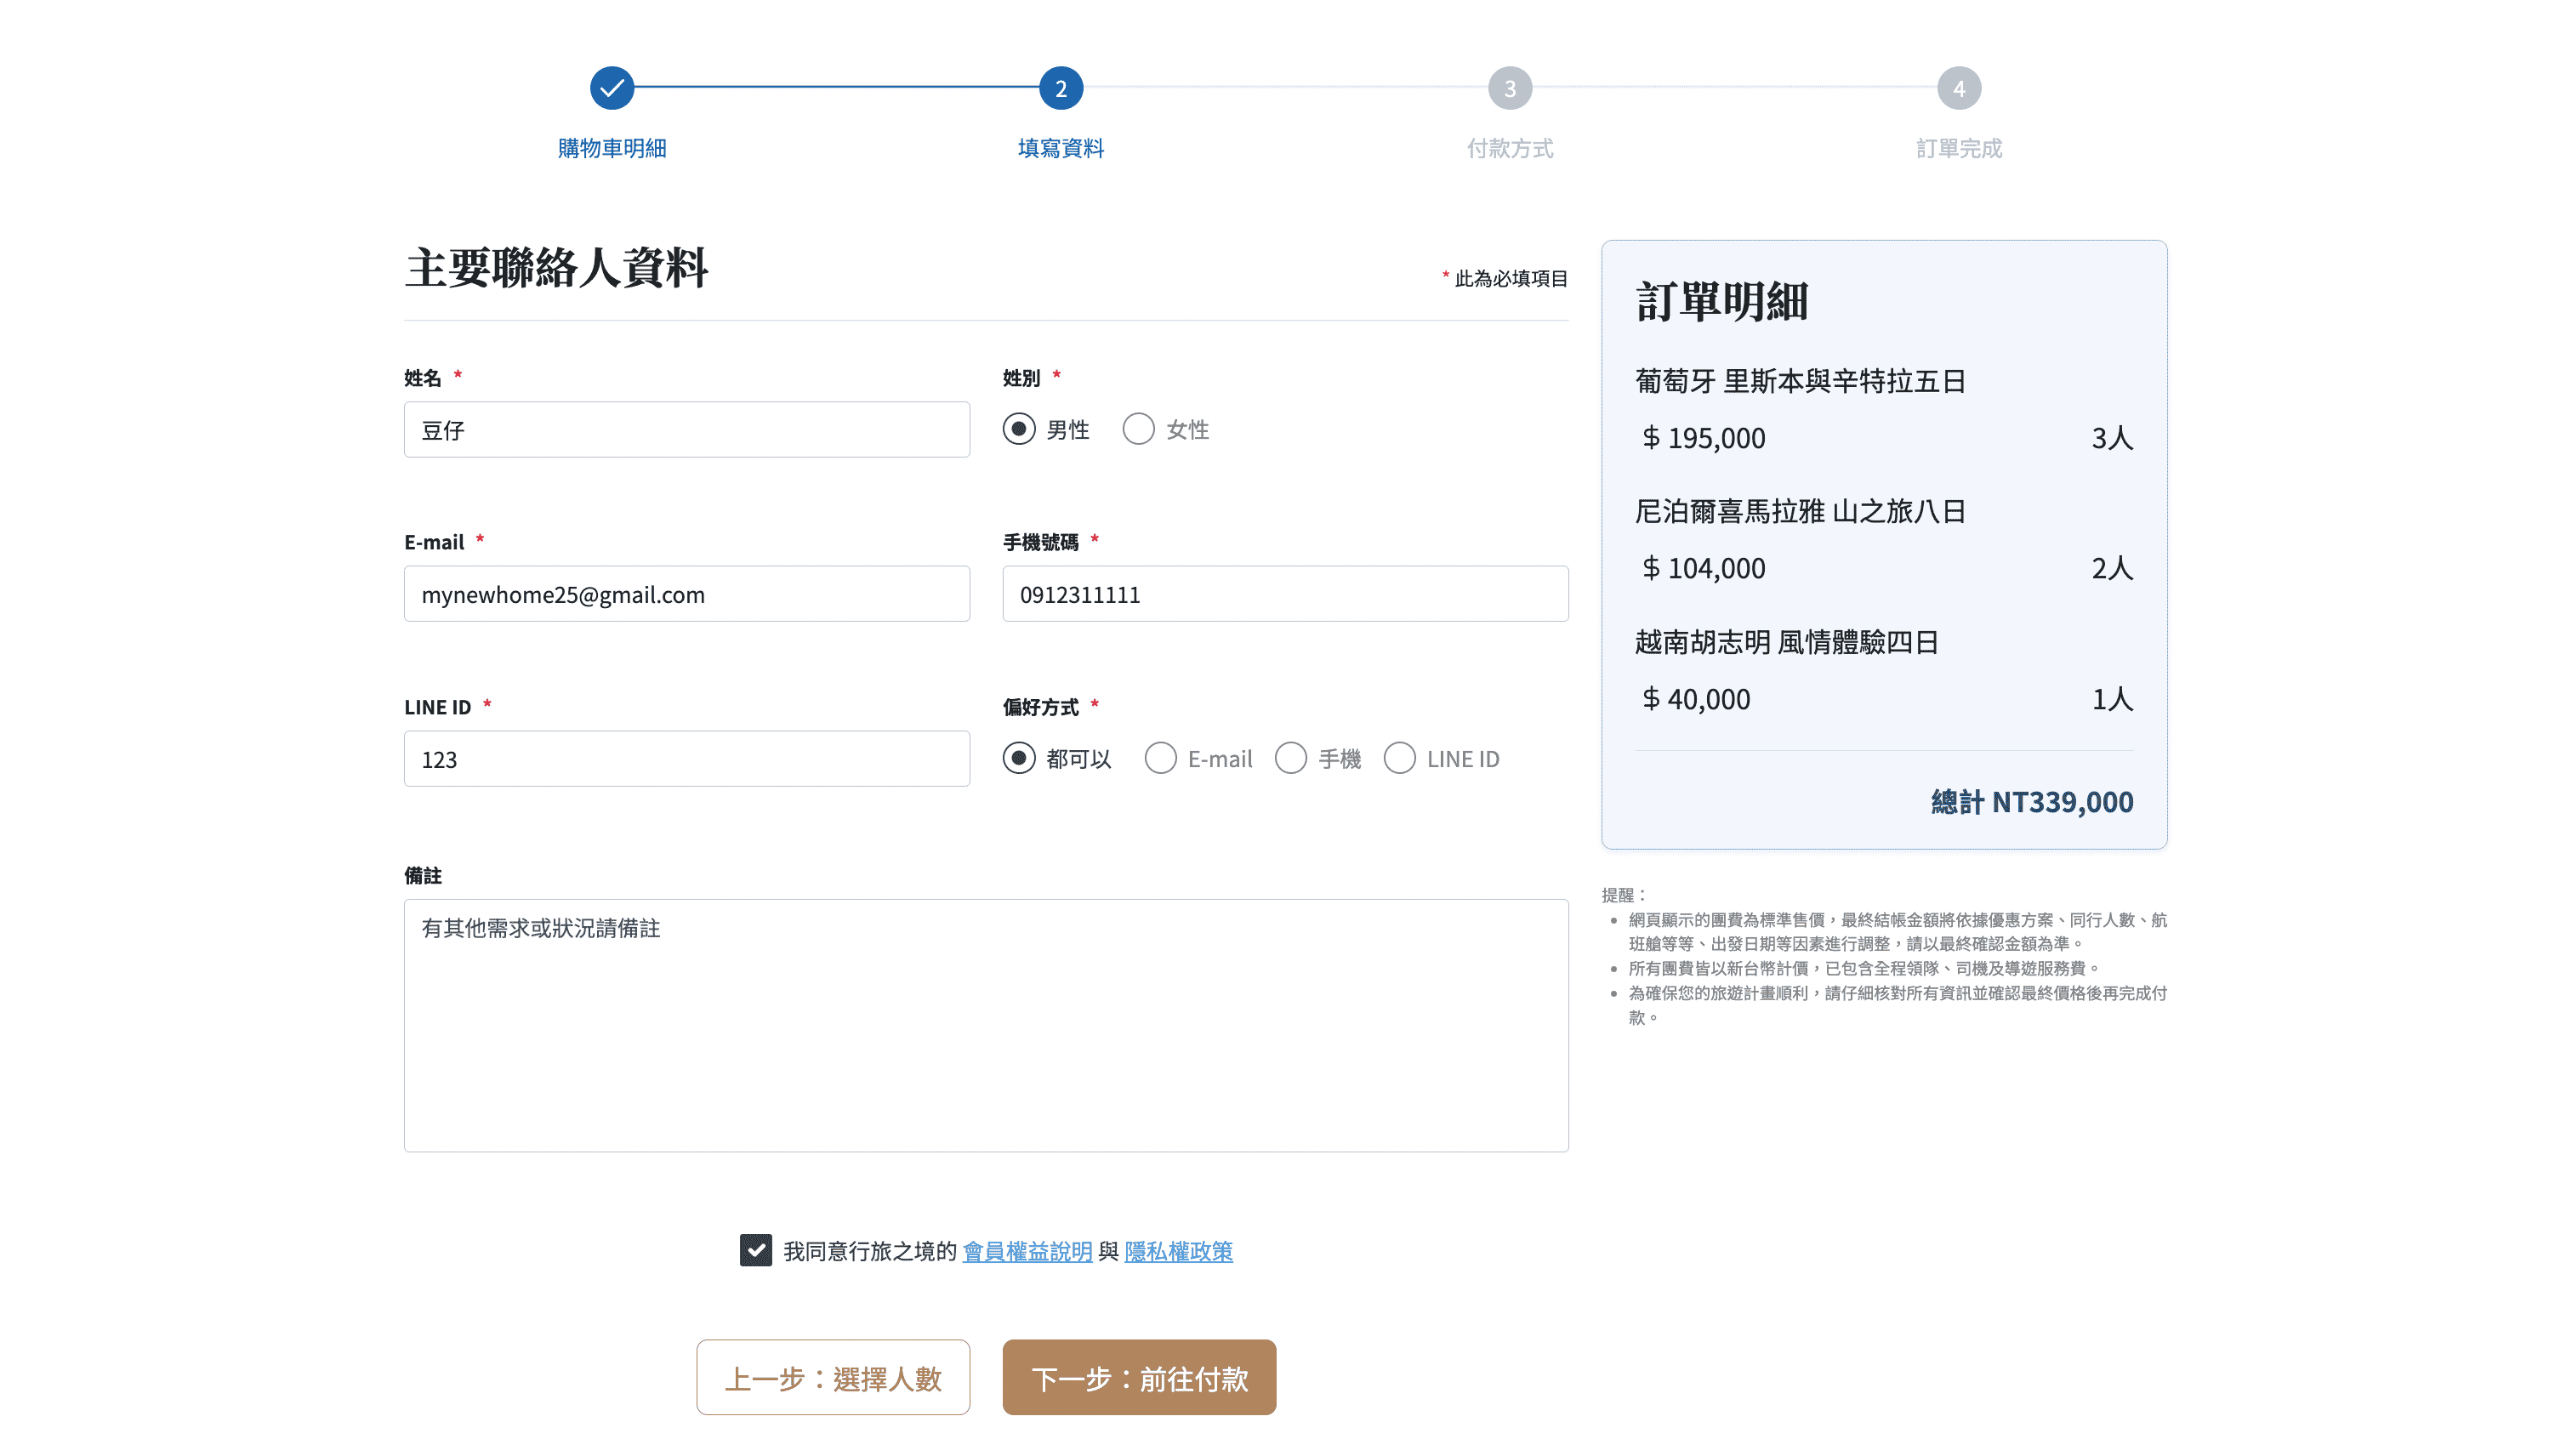 2
3
4
購物車明細
填寫資料
付款方式
訂單完成
主要聯絡人資料
* 此為必填項目
姓名 *
豆仔
姓別 *
男性
女性
E-mail *
mynewhome25@gmail.com
手機號碼 *
0912311111
LINE ID *
123
偏好方式 *
都可以
E-mail
手機
LINE ID
備註
有其他需求或狀況請備註
我同意行旅之境的 會員權益說明 與 隱私權政策
上一步：選擇人數
下一步：前往付款
訂單明細
葡萄牙 里斯本與辛特拉五日
$ 195,000
3人
尼泊爾喜馬拉雅 山之旅八日
$ 104,000
2人
越南胡志明 風情體驗四日
$ 40,000
1人
總計 NT339,000
提醒：
• 網頁顯示的團費為標準售價，最終結帳金額將依據優惠方案、同行人數、航
班艙等等、出發日期等因素進行調整，請以最終確認金額為準。
• 所有團費皆以新台幣計價，已包含全程領隊、司機及導遊服務費。
• 為確保您的旅遊計畫順利，請仔細核對所有資訊並確認最終價格後再完成付
款。